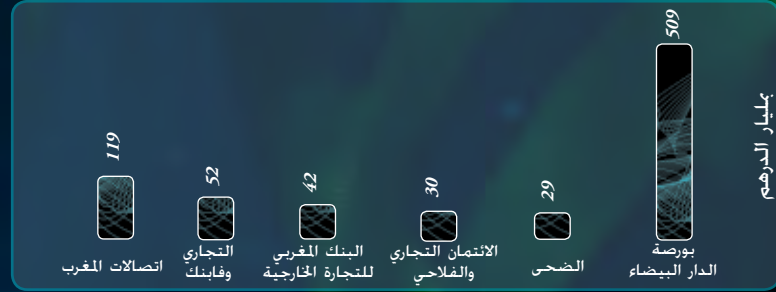 بمليار الدرهم
509
29
30
42
52
119
بورصة
الدار البيضاء
الضحى
الائتمان التجاري
والفلاحي
البنك المغربي
للتجارة الخارجية
التجاري
وفابنك
اتصالات المغرب